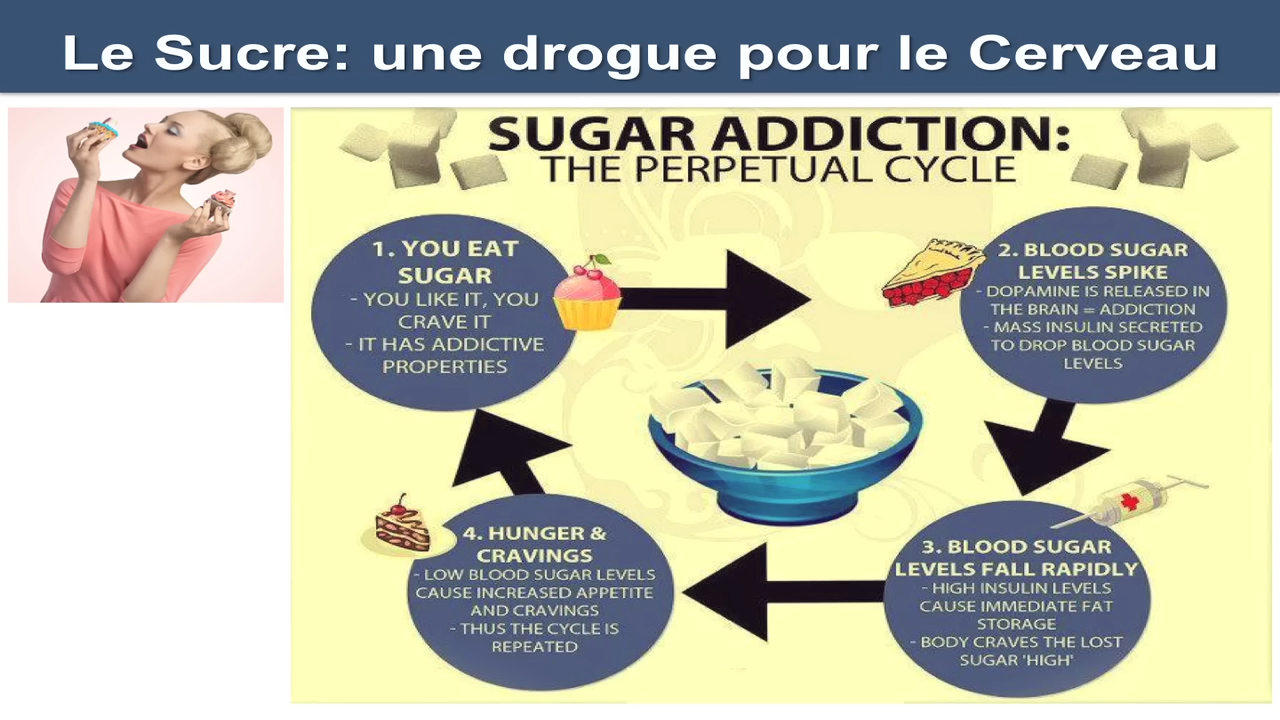 Le Sucre: une drogue pour le Cerveau
SUGAR ADDICTION:
THE PERPETUAL CYCLE
1. YOU EAT
SUGAR
- YOU LIKE IT, YOU
CRAVE IT
- IT HAS ADDICTIVE
PROPERTIES
2. BLOOD SUGAR
LEVELS SPIKE
- DOPAMINE IS RELEASED IN
THE BRAIN = ADDICTION
- MASS INSULIN SECRETED
TO DROP BLOOD SUGAR
LEVELS
3. BLOOD SUGAR
LEVELS FALL RAPIDLY
- HIGH INSULIN LEVELS
CAUSE IMMEDIATE FAT
STORAGE
- BODY CRAVES THE LOST
SUGAR 'HIGH'
4. HUNGER &
CRAVINGS
- LOW BLOOD SUGAR LEVELS
CAUSE INCREASED APPETITE
AND CRAVINGS
- THUS THE CYCLE IS
REPEATED